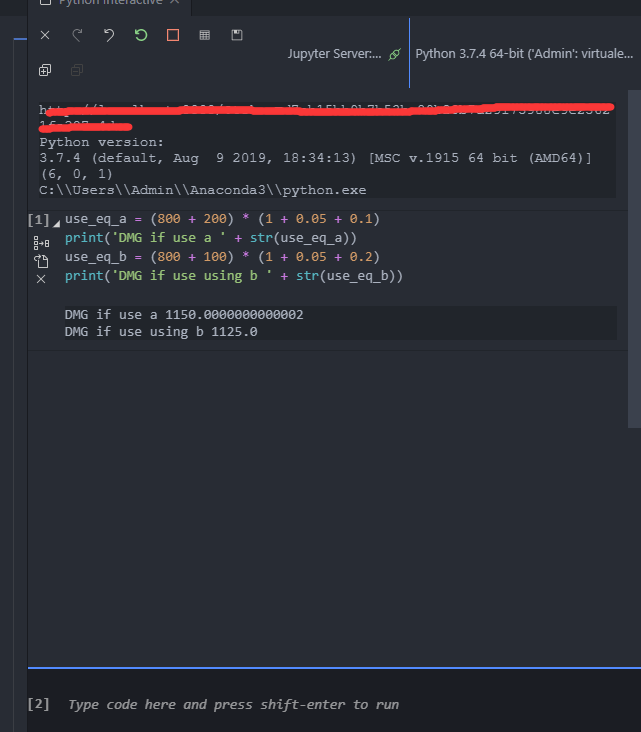 Python Interactive
Jupyter Server:...
Python 3.7.4 64-bit ('Admin': virtuale...
Python version:
3.7.4 (default, Aug  9 2019, 18:34:13) [MSC v.1915 64 bit (AMD64)]
(6, 0, 1)
C:\\Users\\Admin\\Anaconda3\\python.exe
[1] use_eq_a = (800 + 200) * (1 + 0.05 + 0.1)
print('DMG if use a ' + str(use_eq_a))
use_eq_b = (800 + 100) * (1 + 0.05 + 0.2)
print('DMG if use using b ' + str(use_eq_b))
DMG if use a 1150.0000000000002
DMG if use using b 1125.0
[2] Type code here and press shift-enter to run